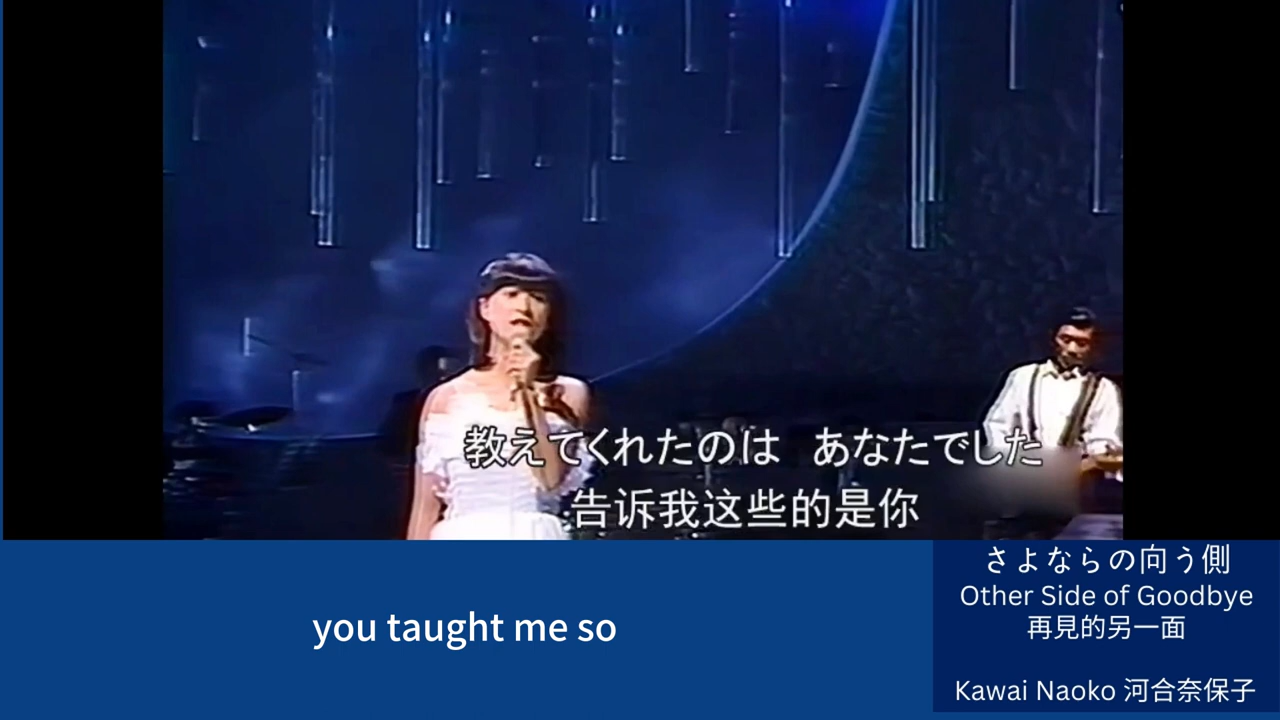 教えてくれたのは　あなたでした
告诉我这些的是你
you taught me so
さよならの向う側
Other Side of Goodbye
再見的另一面
Kawai Naoko 河合奈保子